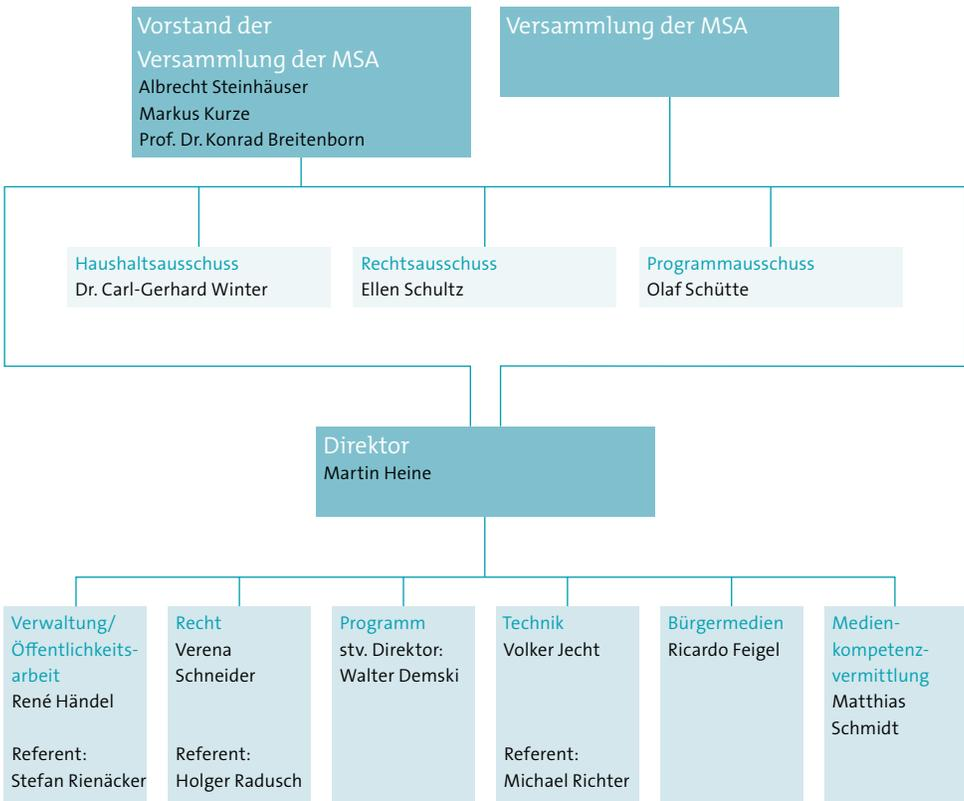 Vorstand der
Versammlung der MSA
Albrecht Steinhäuser
Markus Kurze
Prof. Dr. Konrad Breitenborn
Versammlung der MSA
Haushaltsausschuss
Dr. Carl-Gerhard Winter
Rechtsausschuss
Ellen Schultz
Programmausschuss
Olaf Schütte
Direktor
Martin Heine
Verwaltung/
Öffentlichkeits-
arbeit
René Händel
Referent:
Stefan Rienäcker
Recht
Verena
Schneider
Referent:
Holger Radusch
Programm
stv. Direktor:
Walter Demski
Technik
Volker Jecht
Referent:
Michael Richter
Bürgermedien
Ricardo Feigel
Medien-
kompetenz-
vermittlung
Matthias
Schmidt